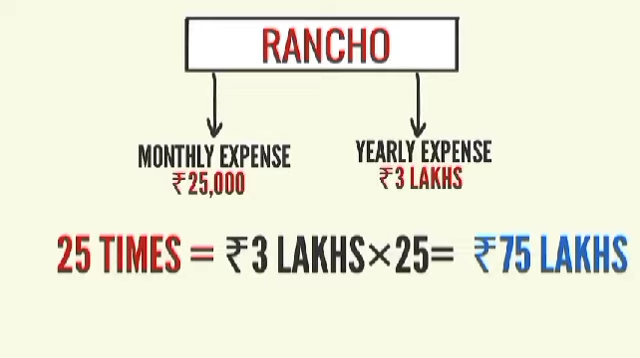 RANCHO
MONTHLY EXPENSE
₹25,000
YEARLY EXPENSE
₹3 LAKHS
25 TIMES = ₹3 LAKHS×25= ₹75 LAKHS